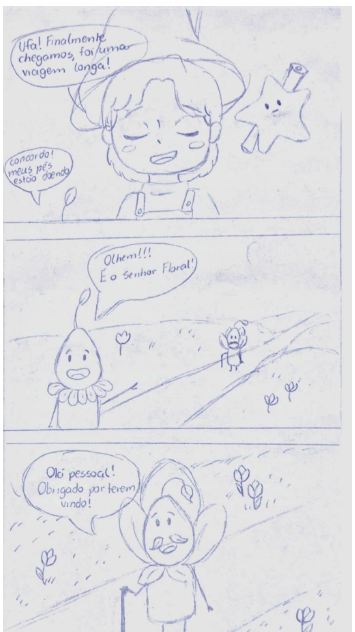 Ufa! Finalmente
chegamos, foi uma
viagem longa!
concordo!
meus pés
estão doendo
Olhem!!!
É o senhor Floral!
Olá pessoal!
Obrigado por terem
vindo!